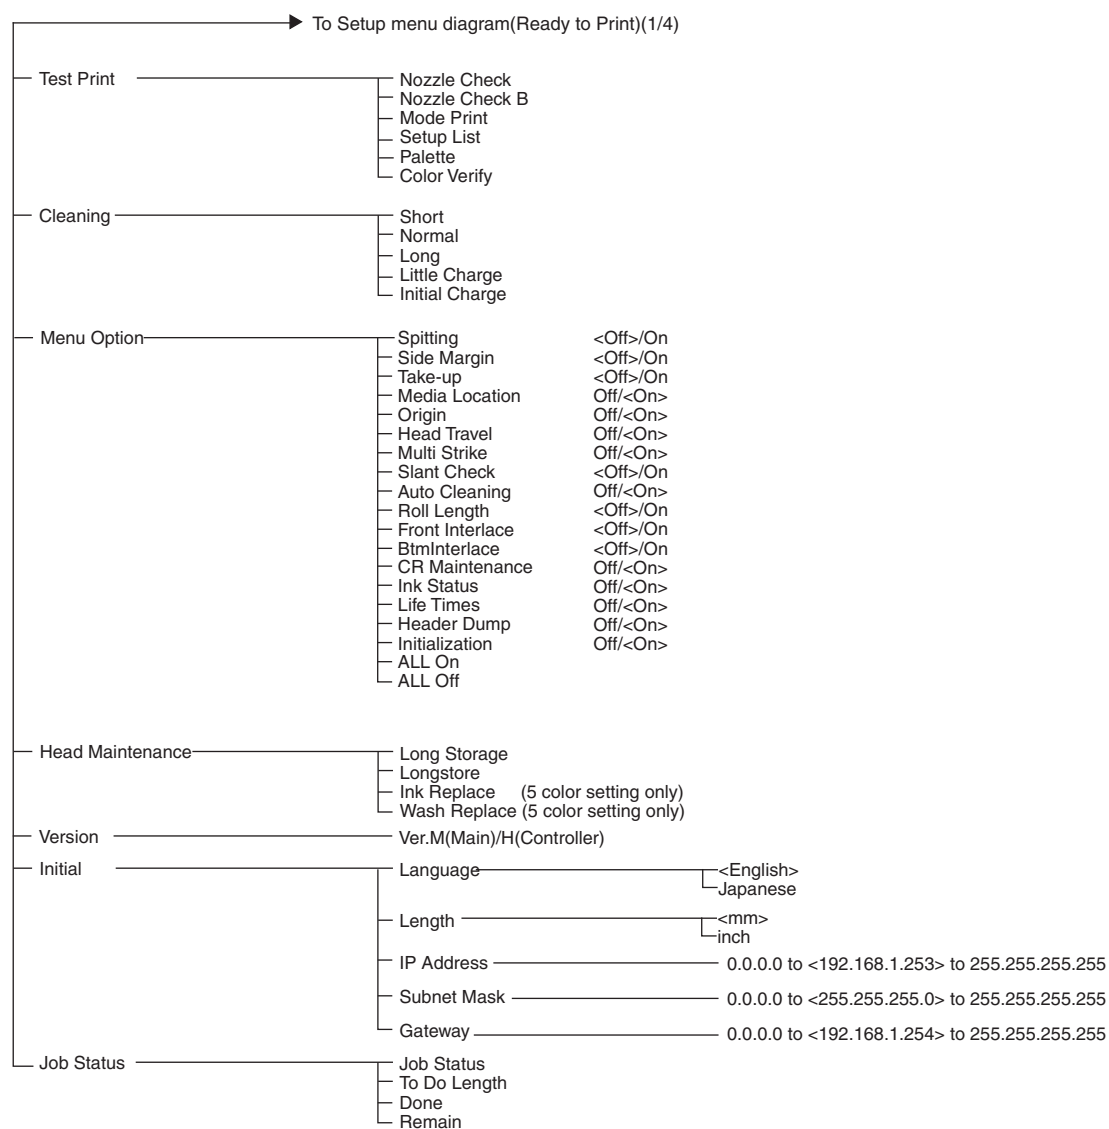 To Setup menu diagram(Ready to Print)(1/4)
Test Print
Nozzle Check
Nozzle Check B
Mode Print
Setup List
Palette
Color Verify
Cleaning
Short
Normal
Long
Little Charge
Initial Charge
Menu Option
Spitting <Off>/On
Side Margin <Off>/On
Take-up <Off>/On
Media Location Off/<On>
Origin Off/<On>
Head Travel Off/<On>
Multi Strike Off/<On>
Slant Check <Off>/On
Auto Cleaning Off/<On>
Roll Length <Off>/On
Front Interlace <Off>/On
BtmInterlace <Off>/On
CR Maintenance Off/<On>
Ink Status Off/<On>
Life Times Off/<On>
Header Dump Off/<On>
Initialization Off/<On>
ALL On
ALL Off
Head Maintenance
Long Storage
Longstore
Ink Replace (5 color setting only)
Wash Replace (5 color setting only)
Version
Ver.M(Main)/H(Controller)
Initial
Language
<English>
Japanese
Length
<mm>
inch
IP Address 0.0.0.0 to <192.168.1.253> to 255.255.255.255
Subnet Mask 0.0.0.0 to <255.255.255.0> to 255.255.255.255
Gateway 0.0.0.0 to <192.168.1.254> to 255.255.255.255
Job Status
Job Status
To Do Length
Done
Remain